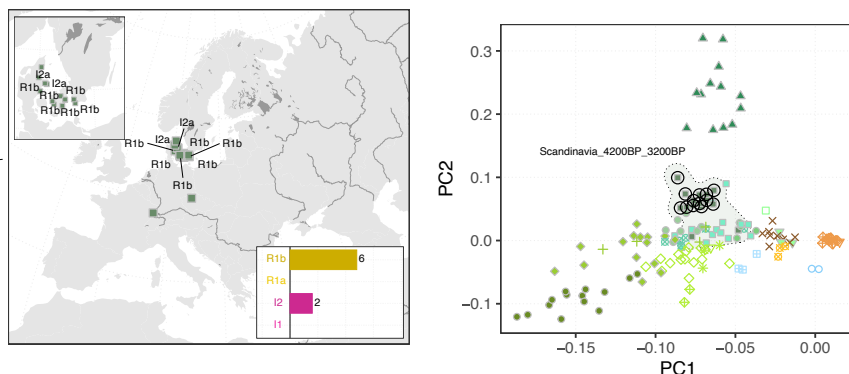 I2a
R1b I2a
R1b
R1b
R1b R1b
I2a
I2a
R1b
R1b
R1b
R1b
R1b
R1b
R1b 6
R1a
I2 2
I1
Scandinavia_4200BP_3200BP
PC2
0.3
0.2
0.1
0.0
−0.1
−0.15
−0.10
−0.05
0.00
PC1